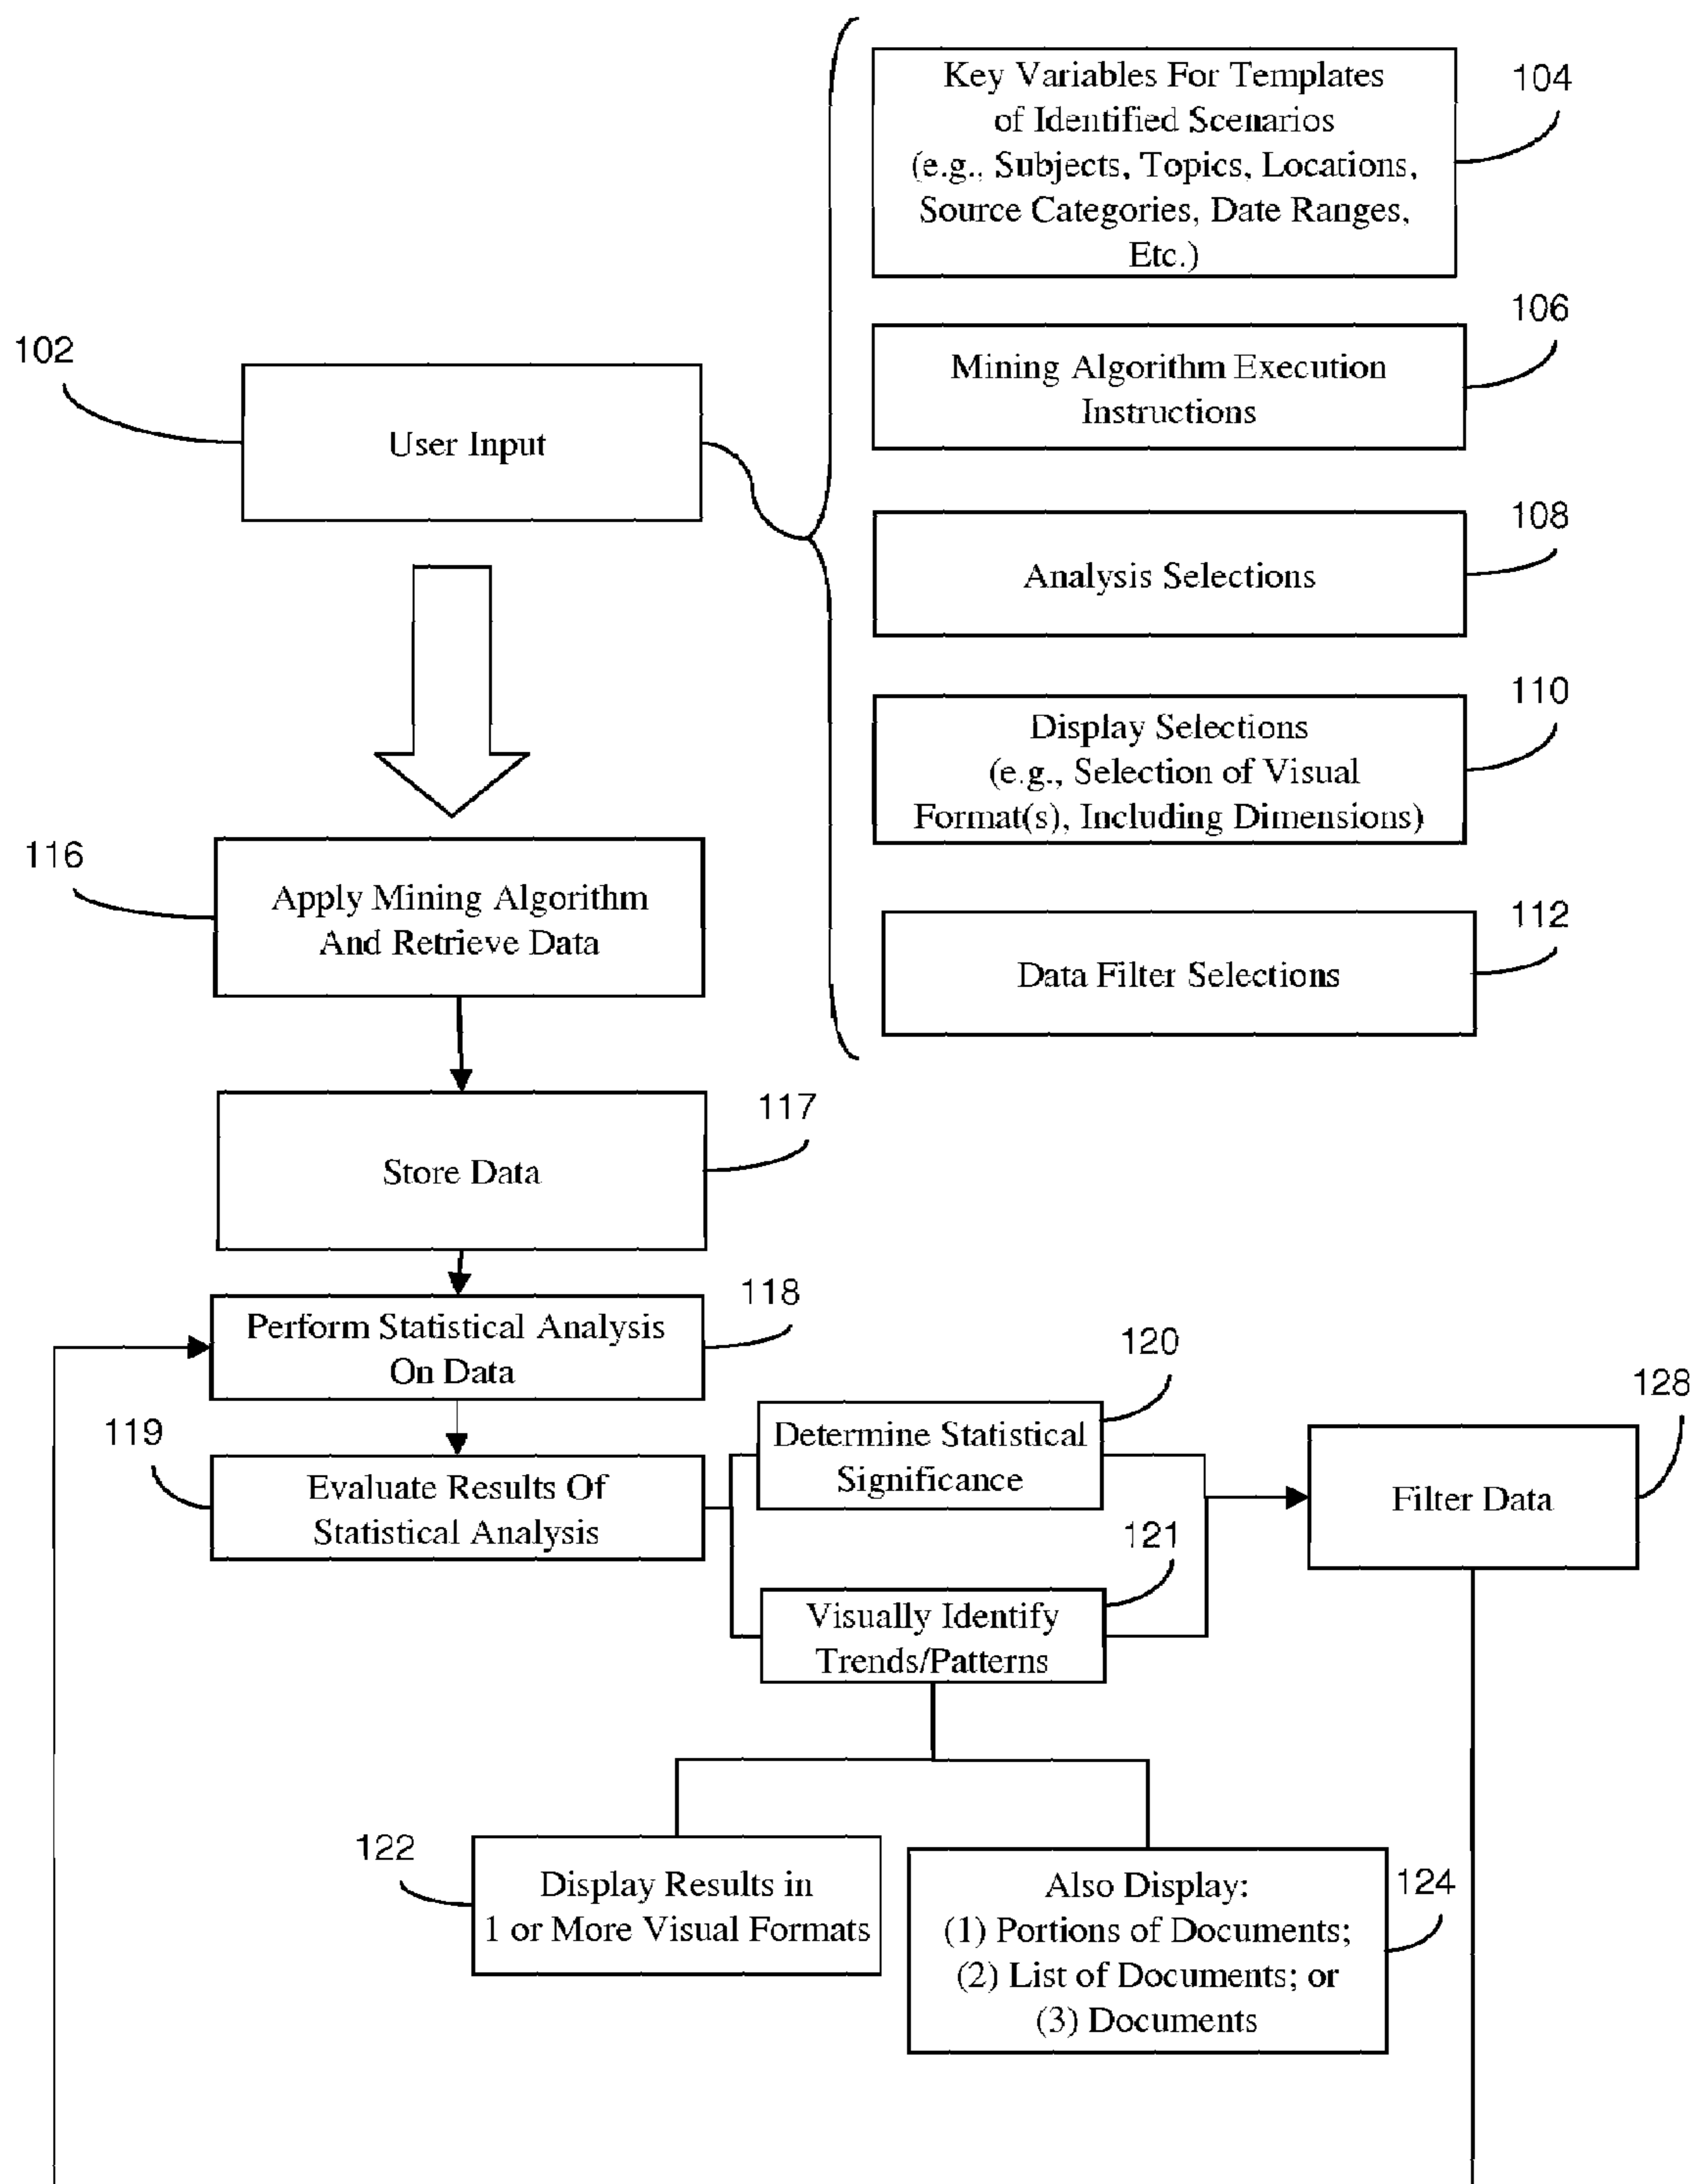 Key Variables For Templates
of Identified Scenarios
(e.g., Subjects, Topics, Locations,
Source Categories, Date Ranges,
Etc.)
104
Mining Algorithm Execution
Instructions
106
102
User Input
Analysis Selections
108
Display Selections
(e.g., Selection of Visual
Format(s), Including Dimensions)
110
116
Apply Mining Algorithm
And Retrieve Data
Data Filter Selections
112
Store Data
117
Perform Statistical Analysis
On Data
118
119
Evaluate Results Of
Statistical Analysis
Determine Statistical
Significance
120
Visually Identify
Trends/Patterns
121
Filter Data
128
122
Display Results in
1 or More Visual Formats
Also Display:
(1) Portions of Documents;
(2) List of Documents; or
(3) Documents
124